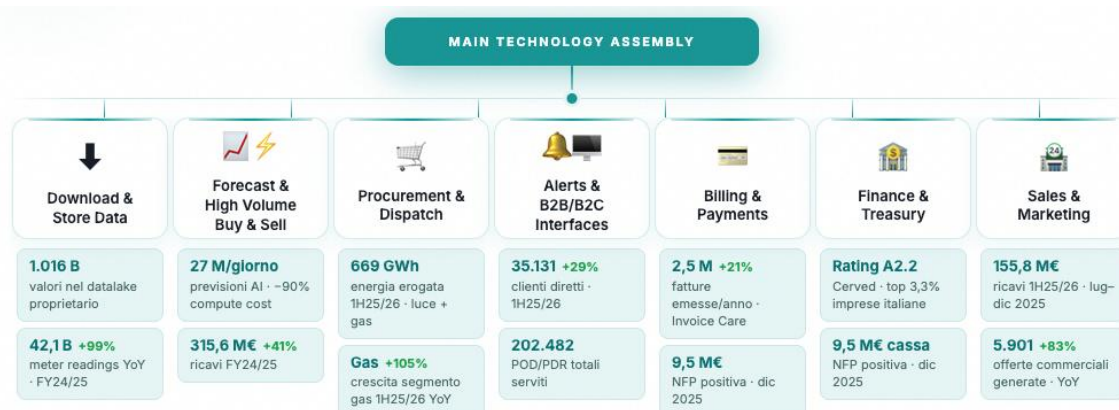 MAIN TECHNOLOGY ASSEMBLY
Download &
Store Data
1.016 B
valori nel datalake
proprietario
42,1 B +99%
meter readings YoY
· FY24/25
Forecast &
High Volume
Buy & Sell
27 M/giorno
previsioni AI · −90%
compute cost
315,6 M€ +41%
ricavi FY24/25
Procurement &
Dispatch
669 GWh
energia erogata
1H25/26 · luce +
gas
Gas +105%
crescita segmento
gas 1H25/26 YoY
Alerts &
B2B/B2C
Interfaces
35.131 +29%
clienti diretti ·
1H25/26
202.482
POD/PDR totali
serviti
Billing &
Payments
2,5 M +21%
fatture
emesse/anno ·
Invoice Care
9,5 M€
NFP positiva · dic
2025
Finance &
Treasury
Rating A2.2
Cerved · top 3,3%
imprese italiane
9,5 M€ cassa
NFP positiva · dic
2025
24
Sales &
Marketing
155,8 M€
ricavi 1H25/26 · lug–
dic 2025
5.901 +83%
offerte commerciali
generate · YoY